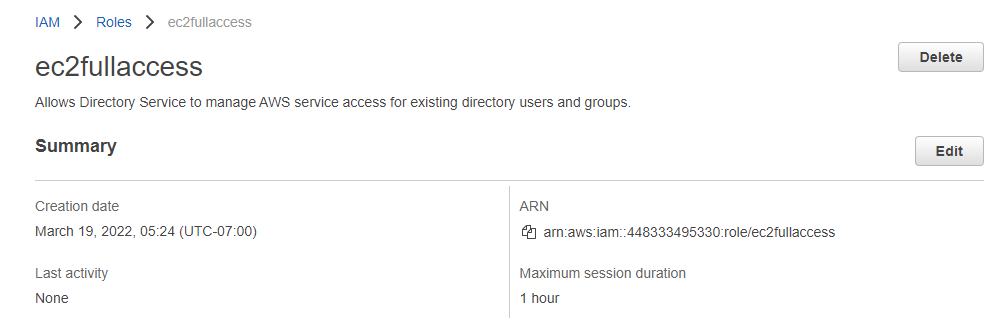 IAM > Roles > ec2fullaccess
ec2fullaccess
Delete
Allows Directory Service to manage AWS service access for existing directory users and groups.
Summary
Edit
Creation date
March 19, 2022, 05:24 (UTC-07:00)
ARN
arn:aws:iam::448333495330:role/ec2fullaccess
Last activity
None
Maximum session duration
1 hour